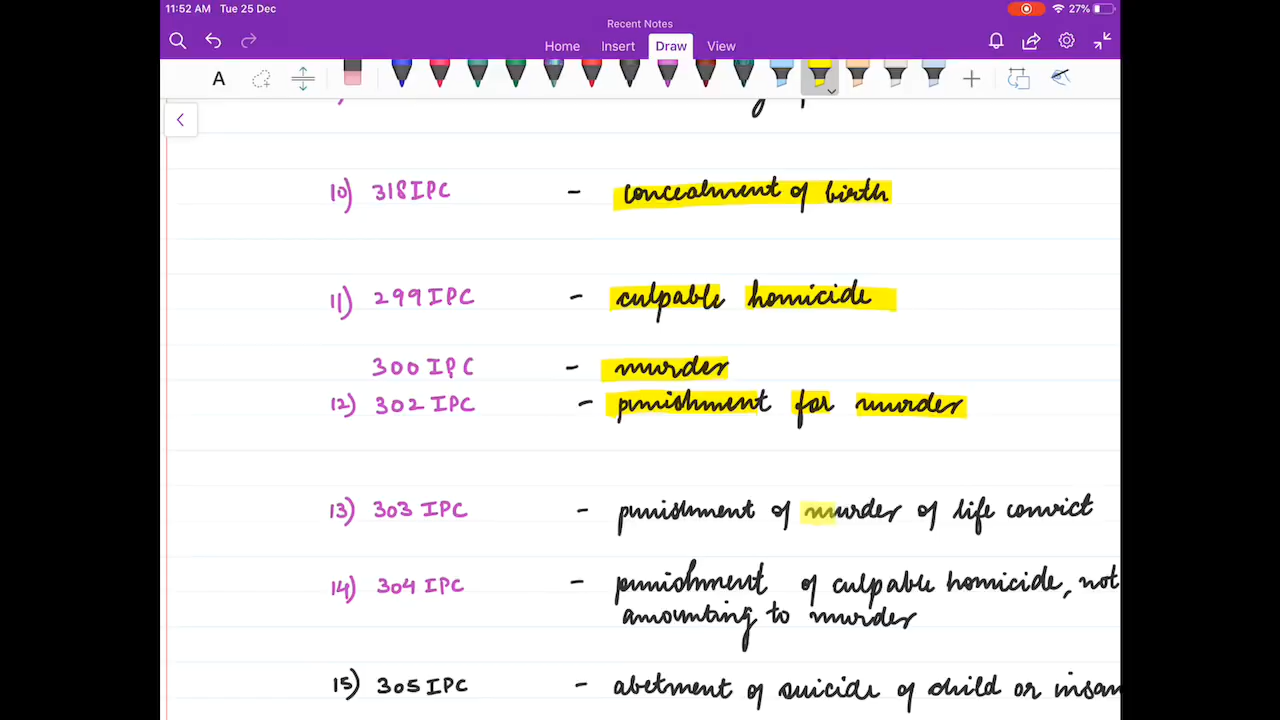 11:52 AM Tue 25 Dec
27%
Recent Notes
Home Insert Draw View
A
10) 318 IPC - concealment of birth
11) 299 IPC - culpable homicide
300 IPC - murder
12) 302 IPC - punishment for murder
13) 303 IPC - punishment of murder of life convict
14) 304 IPC - punishment of culpable homicide, not
amounting to murder
15) 305 IPC - abetment of suicide of child or insan